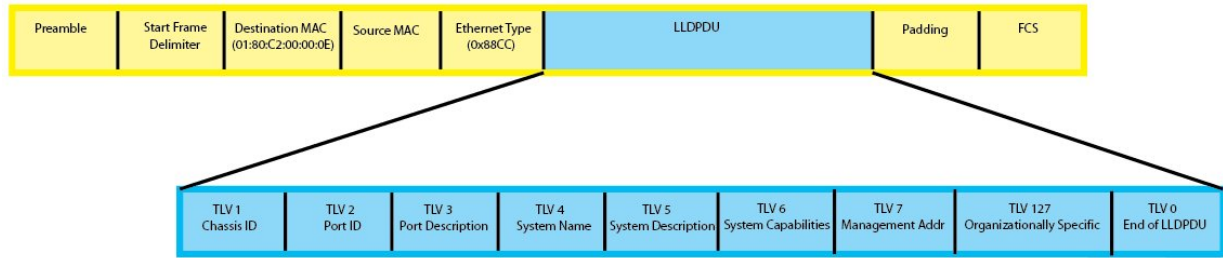 Preamble
Start Frame
Delimiter
Destination MAC
(01:80:C2:00:00:0E)
Source MAC
Ethernet Type
(0x88CC)
LLDPDU
Padding
FCS
TLV 1
Chassis ID
TLV 2
Port ID
TLV 3
Port Description
TLV 4
System Name
TLV 5
System Description
TLV 6
System Capabilities
TLV 7
Management Addr
TLV 127
Organizationally Specific
TLV 0
End of LLDPDU